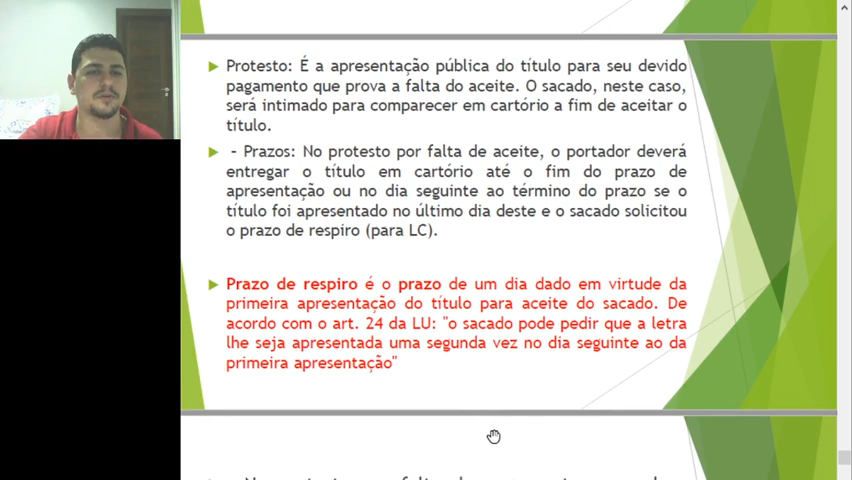 Protesto: É a apresentação pública do título para seu devido
pagamento que prova a falta do aceite. O sacado, neste caso,
será intimado para comparecer em cartório a fim de aceitar o
título.
– Prazos: No protesto por falta de aceite, o portador deverá
entregar o título em cartório até o fim do prazo de
apresentação ou no dia seguinte ao término do prazo se o
título foi apresentado no último dia deste e o sacado solicitou
o prazo de respiro (para LC).
Prazo de respiro é o prazo de um dia dado em virtude da
primeira apresentação do título para aceite do sacado. De
acordo com o art. 24 da LU: "o sacado pode pedir que a letra
lhe seja apresentada uma segunda vez no dia seguinte ao da
primeira apresentação"